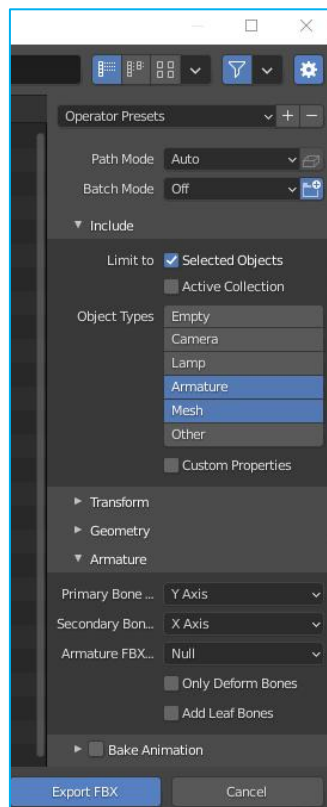 Operator Presets
Path Mode Auto
Batch Mode Off
Include
Limit to Selected Objects
Active Collection
Object Types Empty
Camera
Lamp
Armature
Mesh
Other
Custom Properties
Transform
Geometry
Armature
Primary Bone ... Y Axis
Secondary Bon... X Axis
Armature FBX... Null
Only Deform Bones
Add Leaf Bones
Bake Animation
Export FBX Cancel